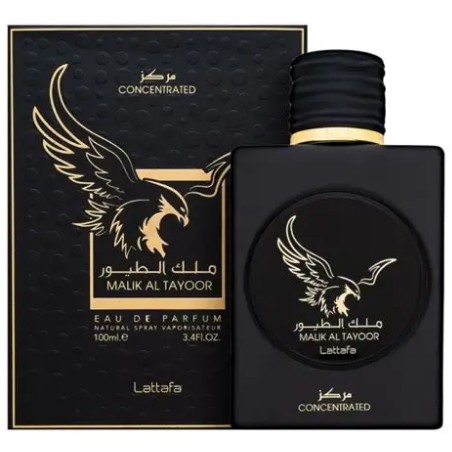 مركز
CONCENTRATED
ملك الطيور
MALIK AL TAYOOR
EAU DE PARFUM
NATURAL SPRAY VAPORISATEUR
100ml.e 3.4Fl.OZ.
Lattafa
ملك الطيور
MALIK AL TAYOOR
Lattafa
مركز
CONCENTRATED